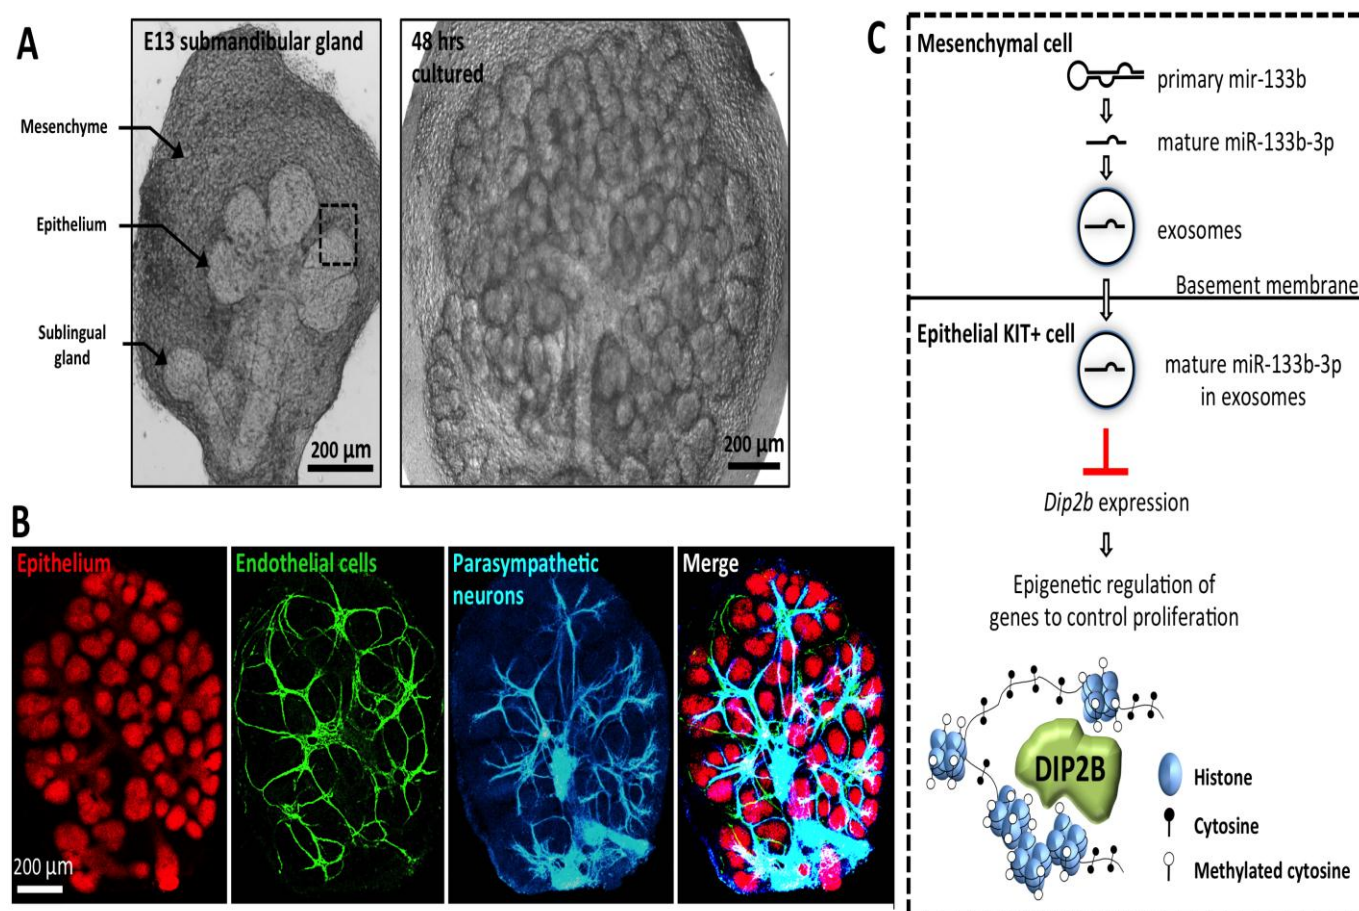 A
E13 submandibular gland
Mesenchyme
Epithelium
Sublingual
gland
200 µm
48 hrs
cultured
200 µm
B
Epithelium
200 µm
Endothelial cells
Parasympathetic
neurons
Merge
C
Mesenchymal cell
primary mir-133b
mature miR-133b-3p
exosomes
Basement membrane
Epithelial KIT+ cell
mature miR-133b-3p
in exosomes
Dip2b expression
Epigenetic regulation of
genes to control proliferation
DIP2B
Histone
Cytosine
Methylated cytosine